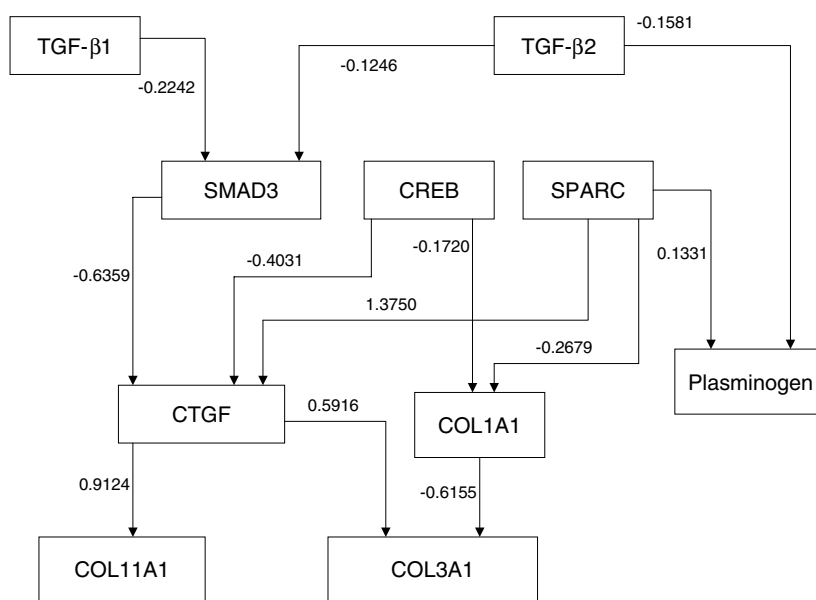 TGF-β1
TGF-β2
-0.1581
-0.2242
-0.1246
SMAD3
CREB
SPARC
-0.6359
-0.4031
-0.1720
0.1331
1.3750
-0.2679
Plasminogen
CTGF
0.5916
COL1A1
0.9124
-0.6155
COL11A1
COL3A1